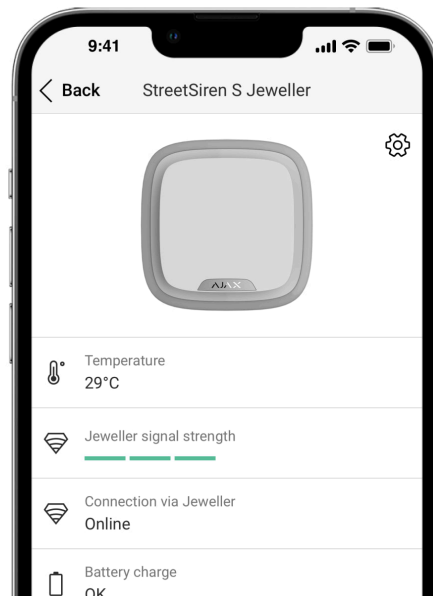 9:41
Back
StreetSiren S Jeweller
AJAX
Temperature
29°C
Jeweller signal strength
Connection via Jeweller
Online
Battery charge
OK